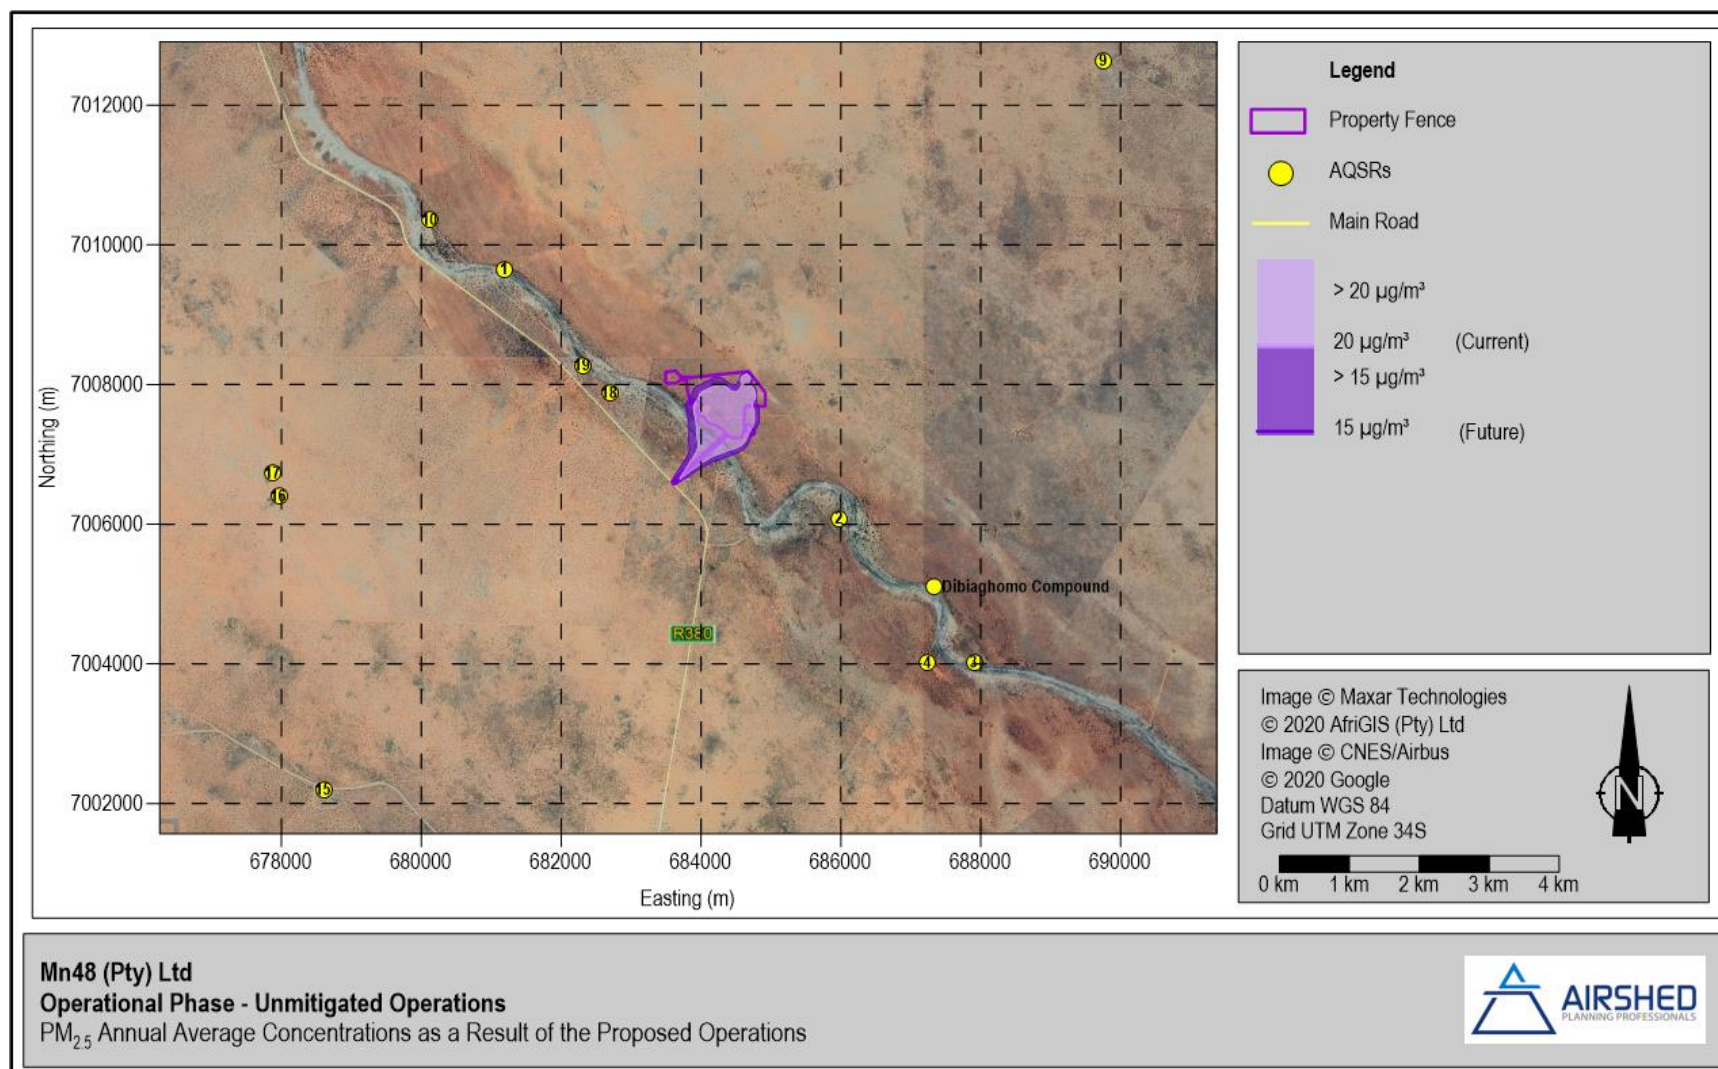 7012000
7010000
7008000
7006000
7004000
7002000
Northing (m)
678000
680000
682000
684000
686000
688000
690000
Easting (m)
9
10
1
19
18
17
16
2
Dibiaghomo Compound
R380
4
3
15
Legend
Property Fence
AQSRs
Main Road
> 20 µg/m³
20 µg/m³ (Current)
> 15 µg/m³
15 µg/m³ (Future)
Image © Maxar Technologies
© 2020 AfriGIS (Pty) Ltd
Image © CNES/Airbus
© 2020 Google
Datum WGS 84
Grid UTM Zone 34S
N
0 km 1 km 2 km 3 km 4 km
Mn48 (Pty) Ltd
Operational Phase - Unmitigated Operations
PM2.5 Annual Average Concentrations as a Result of the Proposed Operations
AIRSHED
PLANNING PROFESSIONALS